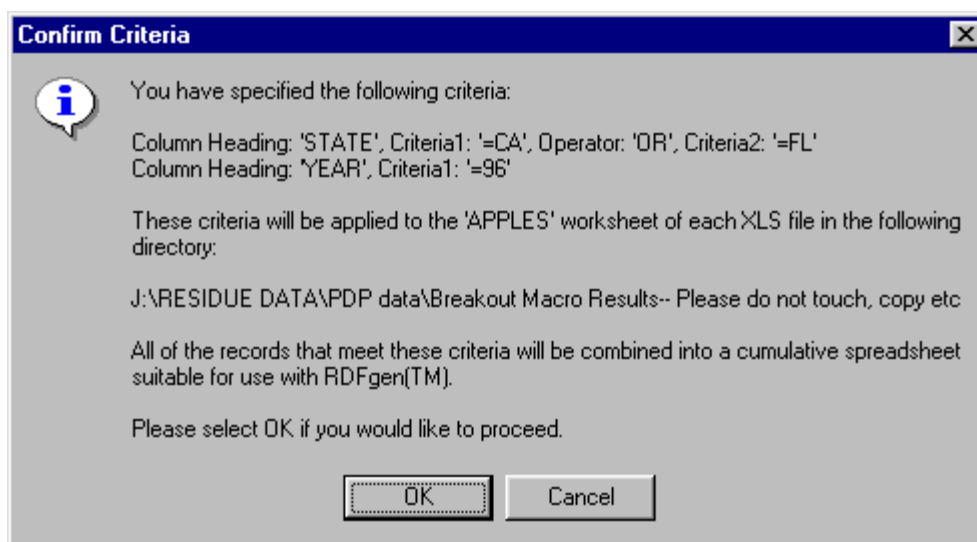 Confirm Criteria
You have specified the following criteria:
Column Heading: 'STATE', Criteria1: '=CA', Operator: 'OR', Criteria2: '=FL'
Column Heading: 'YEAR', Criteria1: '=96'
These criteria will be applied to the 'APPLES' worksheet of each XLS file in the following
directory:
J:\RESIDUE DATA\PDP data\Breakout Macro Results-- Please do not touch, copy etc
All of the records that meet these criteria will be combined into a cumulative spreadsheet
suitable for use with RDFgen(TM).
Please select OK if you would like to proceed.
OK Cancel